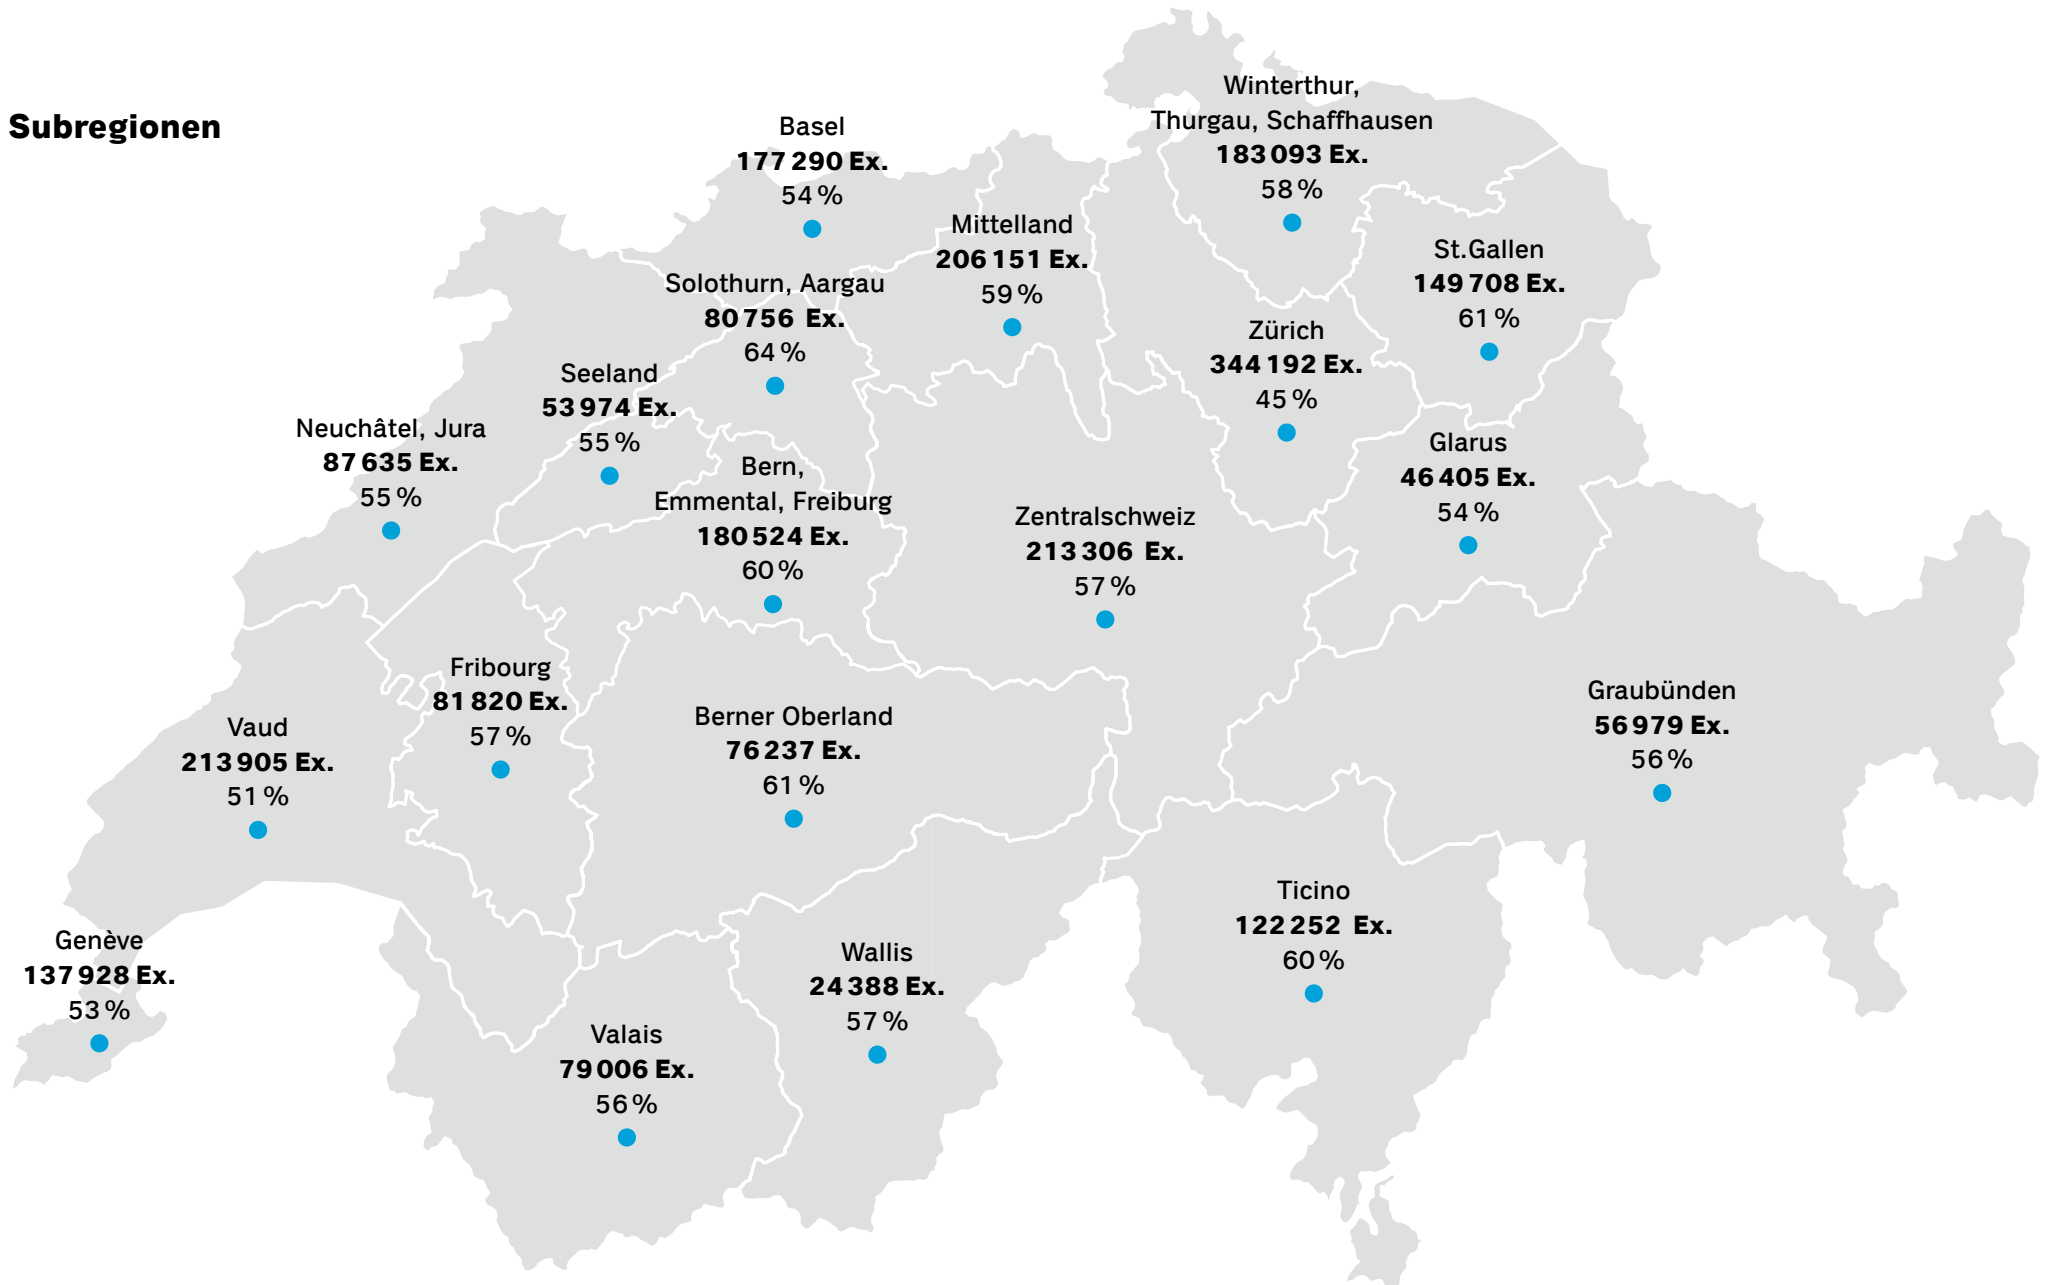 Subregionen
Winterthur,
Thurgau, Schaffhausen
183 093 Ex.
58 %
Basel
177 290 Ex.
54 %
Mittelland
206 151 Ex.
59 %
St.Gallen
149 708 Ex.
61 %
Solothurn, Aargau
80 756 Ex.
64 %
Zürich
344 192 Ex.
45 %
Seeland
53 974 Ex.
55 %
Neuchâtel, Jura
87 635 Ex.
55 %
Glarus
46 405 Ex.
54 %
Bern,
Emmental, Freiburg
180 524 Ex.
60 %
Zentralschweiz
213 306 Ex.
57 %
Fribourg
81 820 Ex.
57 %
Graubünden
56 979 Ex.
56 %
Vaud
213 905 Ex.
51 %
Berner Oberland
76 237 Ex.
61 %
Ticino
122 252 Ex.
60 %
Genève
137 928 Ex.
53 %
Wallis
24 388 Ex.
57 %
Valais
79 006 Ex.
56 %